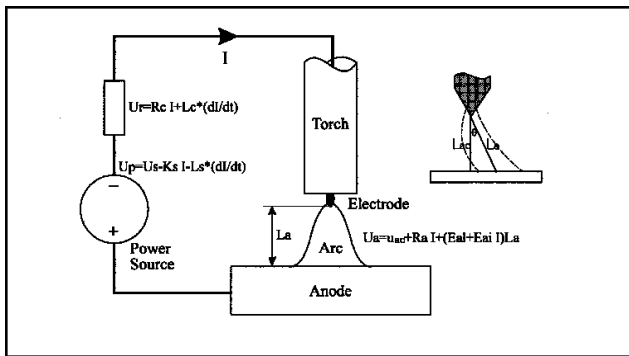 I
Ur=Rc I+Lc*(dI/dt)
Torch
θ
Lac
La
Up=Us-Ks I-Ls*(dI/dt)
−
+
Power
Source
Electrode
La
Ua=uac+Ra I+(Eal+Eai I)La
Arc
Anode